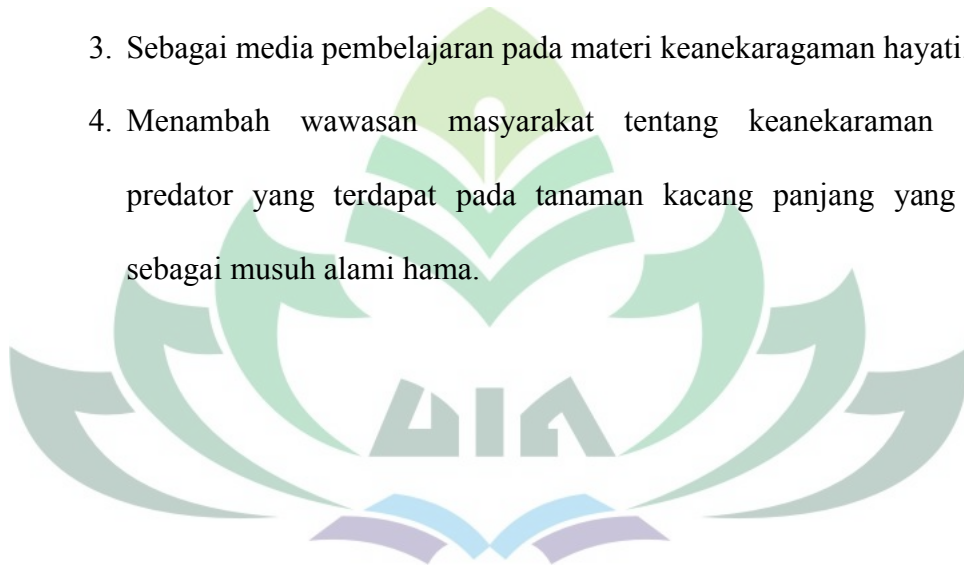 3. Sebagai media pembelajaran pada materi keanekaragaman hayati
4. Menambah wawasan masyarakat tentang keanekaraman
predator yang terdapat pada tanaman kacang panjang yang
sebagai musuh alami hama.
UIN